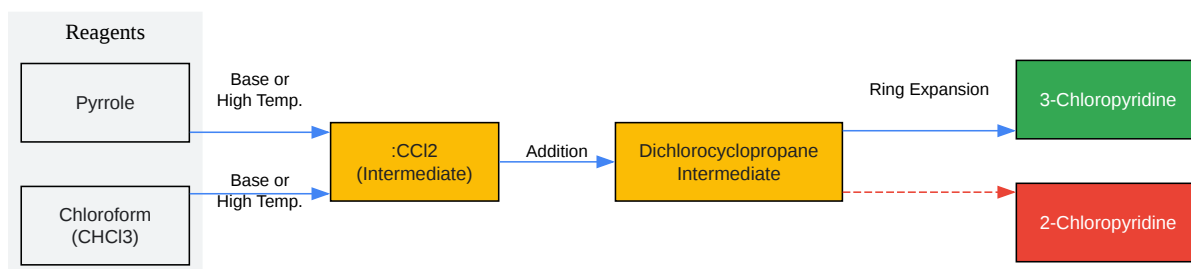 Reagents
Pyrrole
Base or
High Temp.
Base or
High Temp.
Chloroform
(CHCl3)
:CCl2
(Intermediate)
Addition
Dichlorocyclopropane
Intermediate
Ring Expansion
3-Chloropyridine
2-Chloropyridine